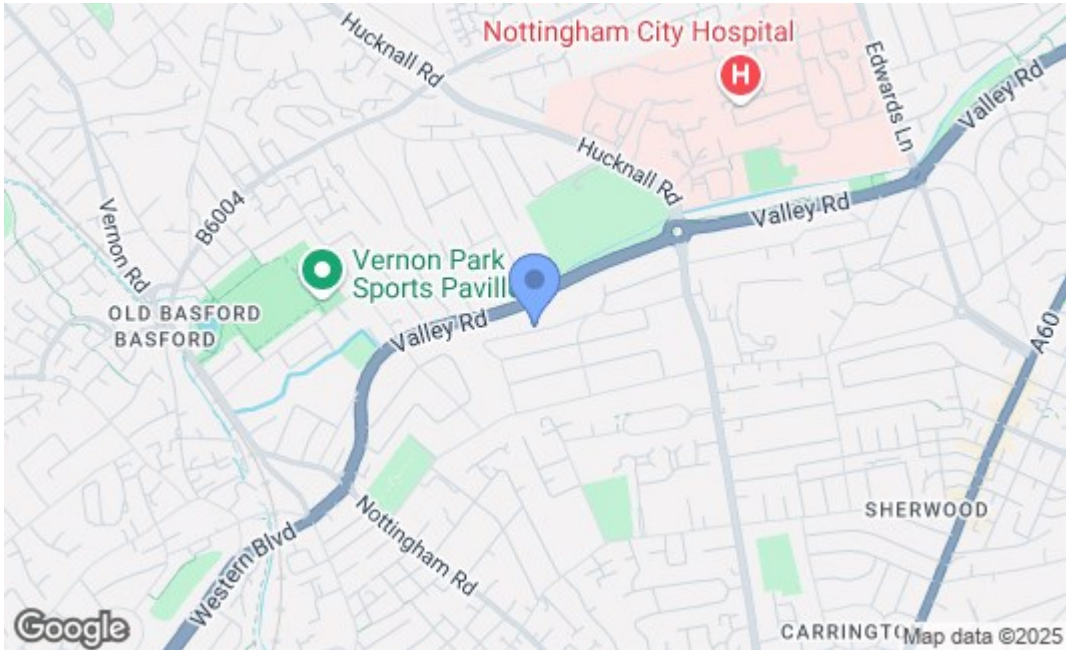 Nottingham City Hospital
H
Hucknall Rd
Edwards Ln
Valley Rd
Hucknall Rd
Valley Rd
Vernon Rd
B6004
Vernon Park
Sports Pavil
OLD BASFORD
BASFORD
Valley Rd
A60
SHERWOOD
Nottingham Rd
Western Blvd
Google
CARRINGTO
Map data ©2025